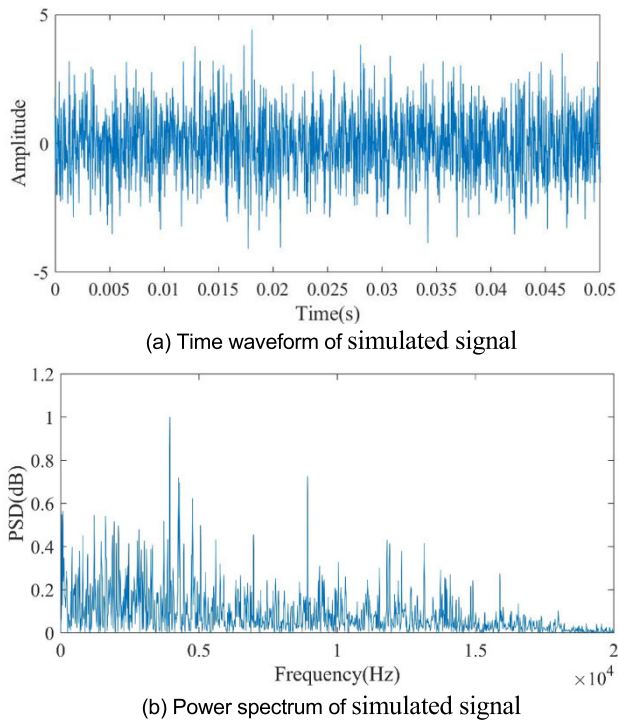 5
0
-5
Amplitude
0 0.005 0.01 0.015 0.02 0.025 0.03 0.035 0.04 0.045 0.05
Time(s)
(a) Time waveform of simulated signal
1.2
1
0.8
0.6
0.4
0.2
0
PSD(dB)
0 0.5 1 1.5 2
Frequency(Hz)
×10⁴
(b) Power spectrum of simulated signal